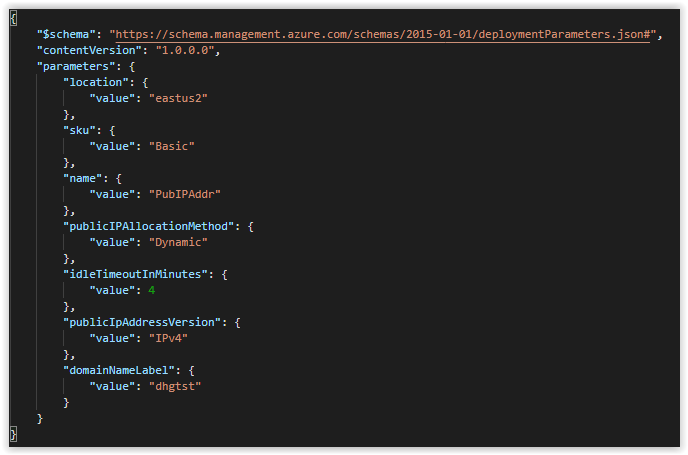 {
    "$schema": "https://schema.management.azure.com/schemas/2015-01-01/deploymentParameters.json#",
    "contentVersion": "1.0.0.0",
    "parameters": {
        "location": {
            "value": "eastus2"
        },
        "sku": {
            "value": "Basic"
        },
        "name": {
            "value": "PubIPAddr"
        },
        "publicIPAllocationMethod": {
            "value": "Dynamic"
        },
        "idleTimeoutInMinutes": {
            "value": 4
        },
        "publicIpAddressVersion": {
            "value": "IPv4"
        },
        "domainNameLabel": {
            "value": "dhgtst"
        }
    }
}